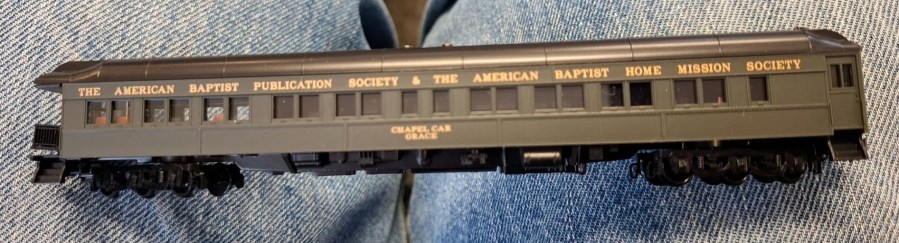 THE AMERICAN BAPTIST PUBLICATION SOCIETY & THE AMERICAN BAPTIST HOME MISSION SOCIETY
CHAPEL CAR
GRACE